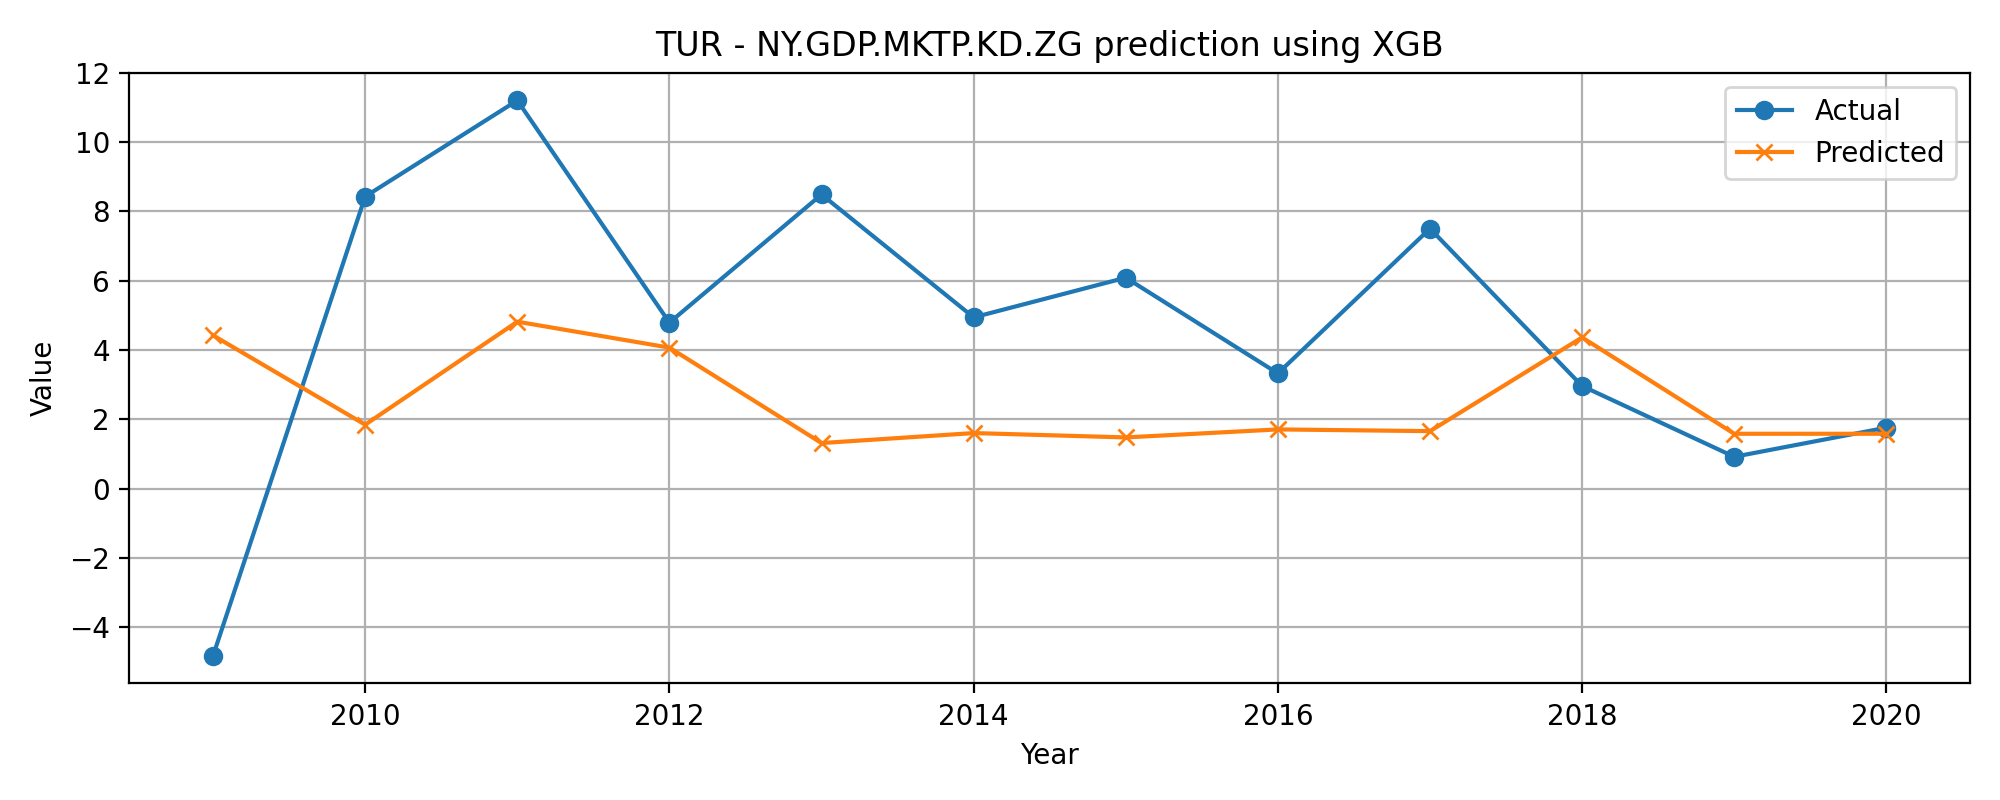 TUR - NY.GDP.MKTP.KD.ZG prediction using XGB
12
10
8
6
4
2
0
−2
−4
Value
Actual
Predicted
2010 2012 2014 2016 2018 2020
Year